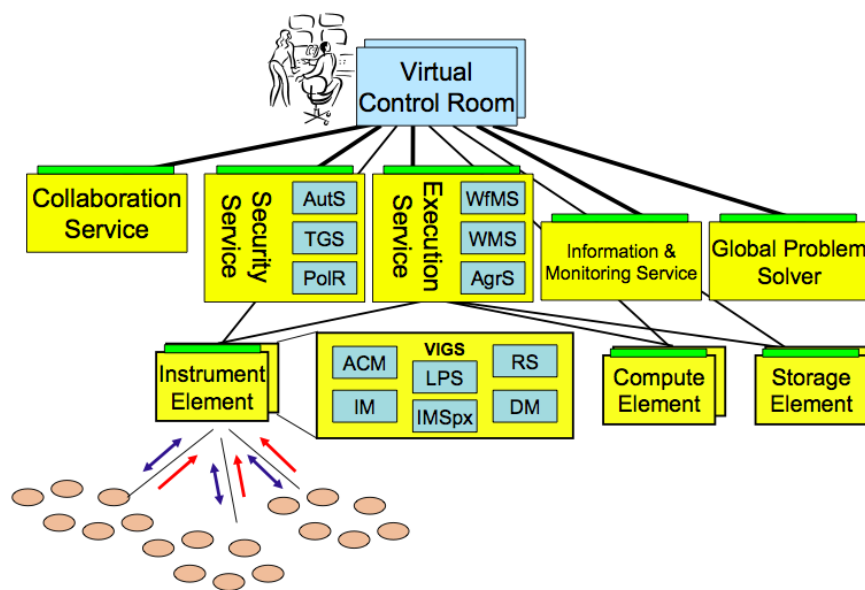 Virtual
Control Room
Collaboration
Service
Security
Service
AutS
TGS
PolR
Execution
Service
WfMS
WMS
AgrS
Information &
Monitoring Service
Global Problem
Solver
Instrument
Element
VIGS
ACM
LPS
RS
IM
IMSpx
DM
Compute
Element
Storage
Element